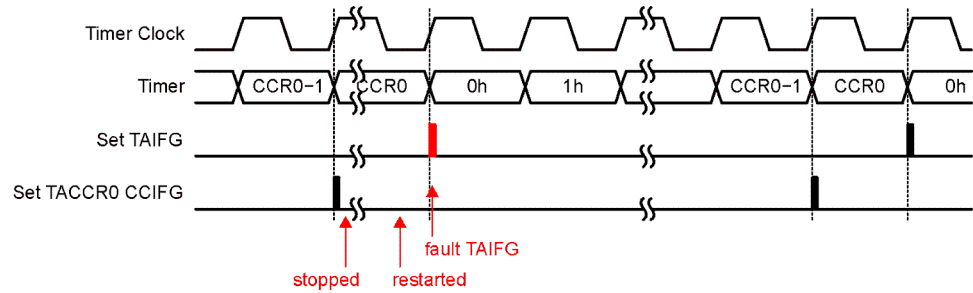 Timer Clock
Timer CCR0−1 CCR0 0h 1h CCR0−1 CCR0 0h
Set TAIFG
Set TACCR0 CCIFG
fault TAIFG
stopped restarted